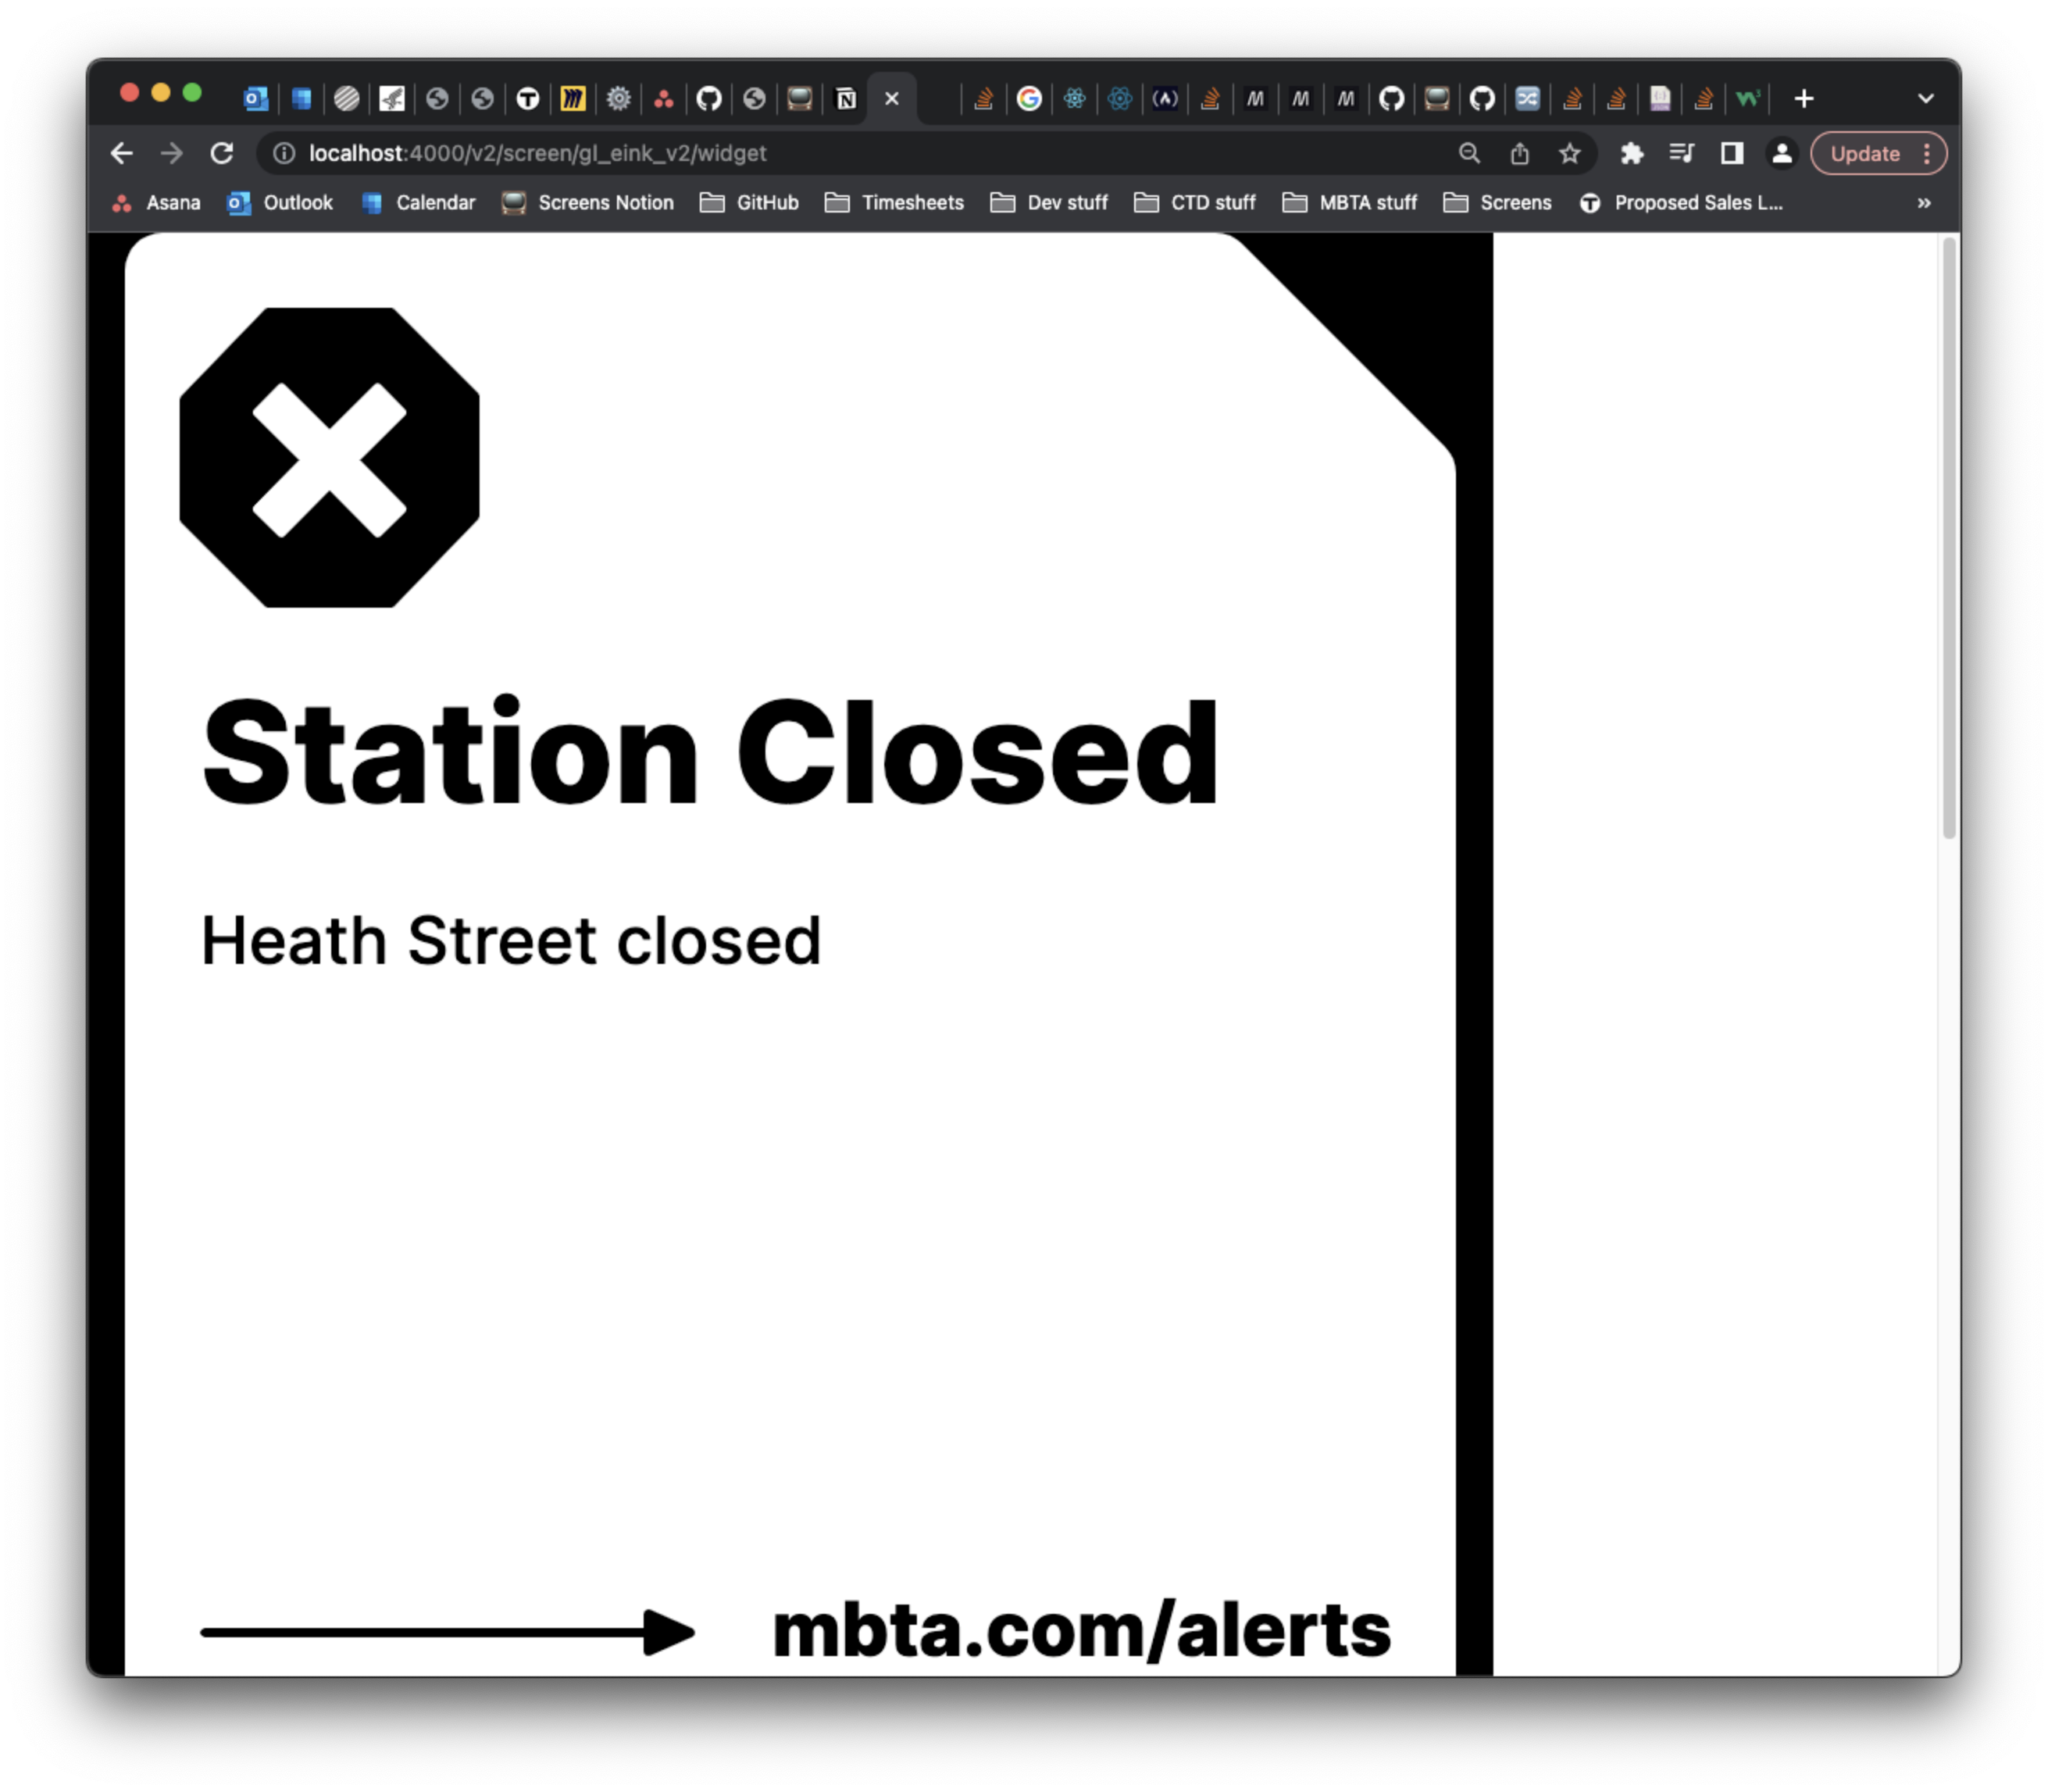 localhost:4000/v2/screen/gl_eink_v2/widget
Update
Asana
Outlook
Calendar
Screens Notion
GitHub
Timesheets
Dev stuff
CTD stuff
MBTA stuff
Screens
Proposed Sales L...
»
Station Closed
Heath Street closed
mbta.com/alerts